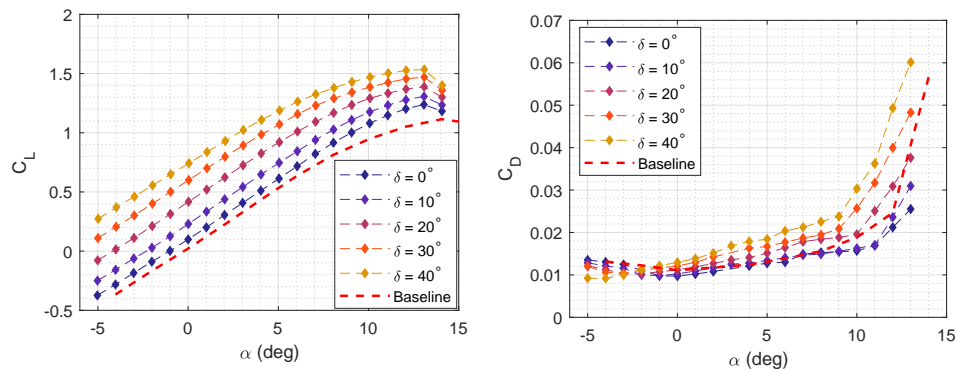 2
1.5
1
0.5
0
-0.5
C_L
-5
0
5
10
15
α (deg)
δ = 0°
δ = 10°
δ = 20°
δ = 30°
δ = 40°
Baseline
0.07
0.06
0.05
0.04
0.03
0.02
0.01
0
C_D
-5
0
5
10
15
α (deg)
δ = 0°
δ = 10°
δ = 20°
δ = 30°
δ = 40°
Baseline